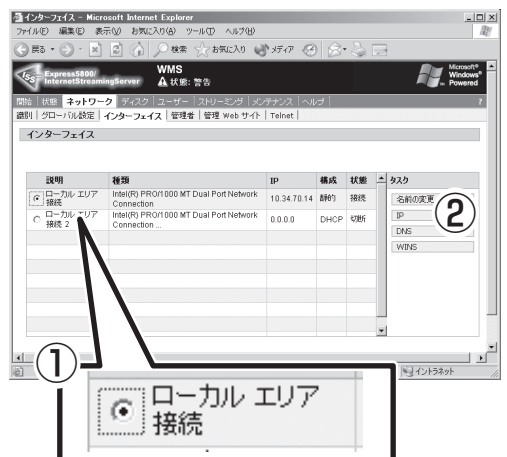 インターフェイス - Microsoft Internet Explorer
ファイル(F) 編集(E) 表示(V) お気に入り(A) ツール(T) ヘルプ(H)
戻る 検索 お気に入り メディア
Express5800/
InternetStreamingServer
WMS
状態: 警告
Microsoft®
Windows®
Powered
開始 状態 ネットワーク ディスク ユーザー ストリーミング メンテナンス ヘルプ ?
識別 グローバル設定 インターフェイス 管理者 管理 Web サイト Telnet
インターフェイス
説明 種類 IP 構成 状態 タスク
ローカル エリア
接続
Intel(R) PRO/1000 MT Dual Port Network
Connection
10.34.70.14 静的 接続
ローカル エリア
接続 2
Intel(R) PRO/1000 MT Dual Port Network
Connection ...
0.0.0.0 DHCP 切断
名前の変更
IP
DNS
WINS
②
①
イントラネット
ローカル エリア
接続